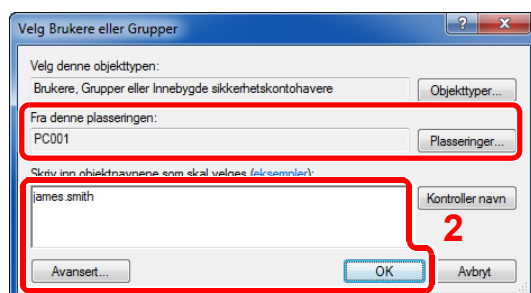 Velg Brukere eller Grupper
?
Velg denne objekttypen:
Brukere, Grupper eller Innebygde sikkerhetskontohavere
Objekttyper...
Fra denne plasseringen:
PC001
Plasseringer...
Skriv inn objektnavnene som skal velges (eksempler):
james.smith
Kontroller navn
2
Avansert...
OK
Avbryt